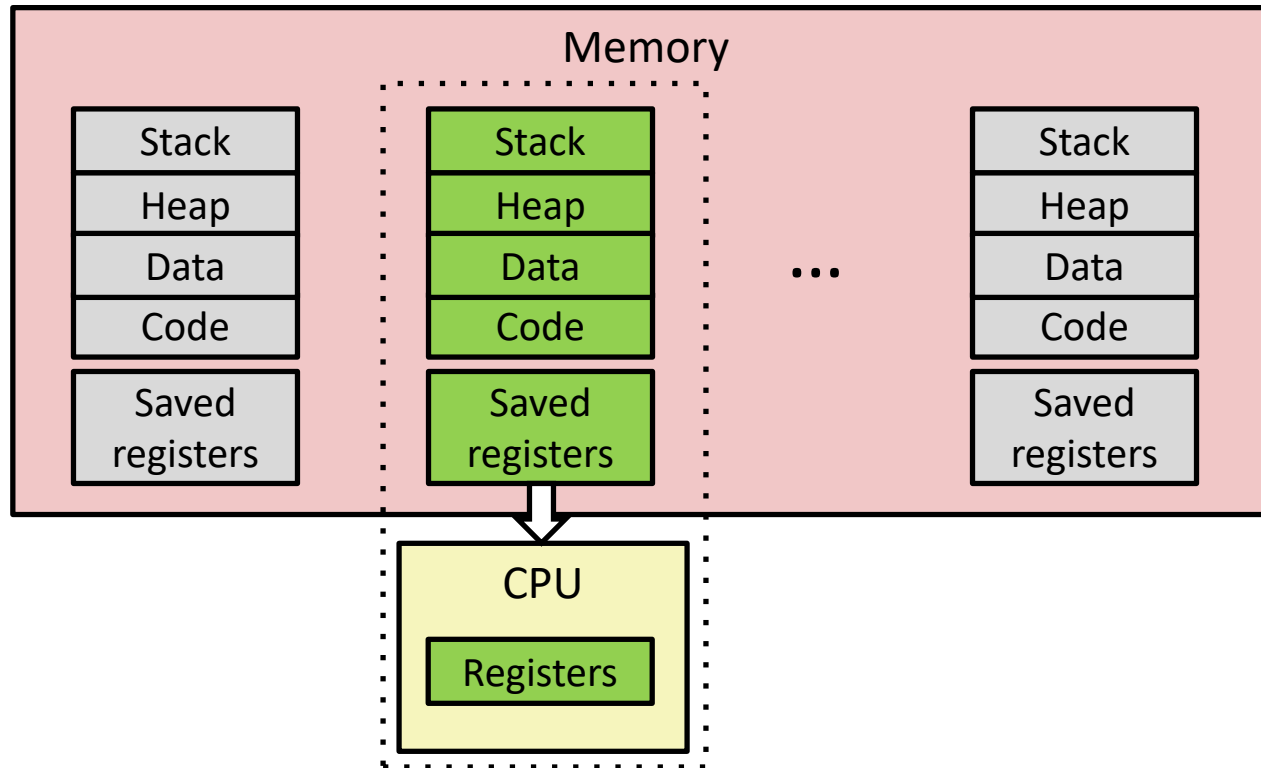 Memory
Stack
Heap
Data
Code
Saved
registers
Stack
Heap
Data
Code
Saved
registers
...
Stack
Heap
Data
Code
Saved
registers
CPU
Registers